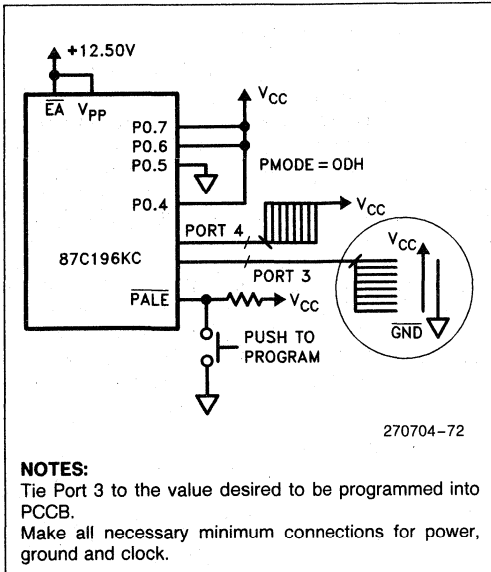 +12.50V
EA VPP
VCC
P0.7
P0.6
P0.5
PMODE = 0DH
P0.4
VCC
PORT 4
VCC
87C196KC
PORT 3
GND
PALE
VCC
PUSH TO
PROGRAM
270704-72
NOTES:
Tie Port 3 to the value desired to be programmed into
PCCB.
Make all necessary minimum connections for power,
ground and clock.